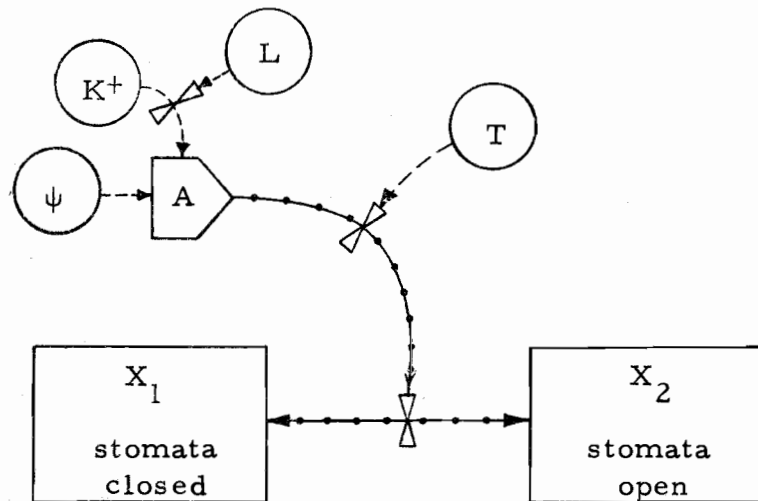 L
K+
T
ψ
A
X1
stomata
closed
X2
stomata
open